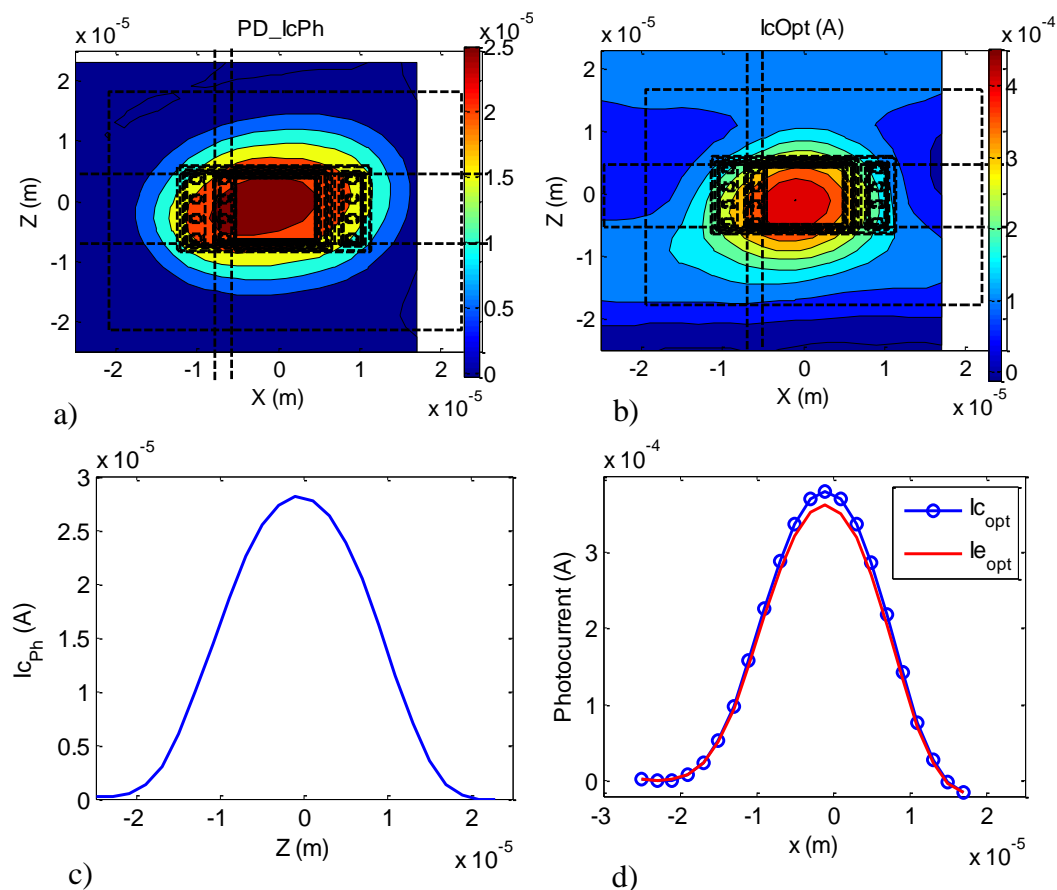 x 10^-5
PD_IcPh
x 10^-5
2
1
0
-1
-2
Z (m)
-2 -1 0 1 2
X (m)
x 10^-5
2.5
2
1.5
1
0.5
0
a)
x 10^-5
IcOpt (A)
x 10^-4
2
1
0
-1
-2
Z (m)
-2 -1 0 1 2
X (m)
x 10^-5
4
3
2
1
0
b)
x 10^-5
3
2.5
2
1.5
1
0.5
0
Ic_Ph (A)
-2 -1 0 1 2
Z (m)
x 10^-5
c)
x 10^-4
4
2
0
Photocurrent (A)
Ic_opt
Ie_opt
-3 -2 -1 0 1 2
x (m)
x 10^-5
d)